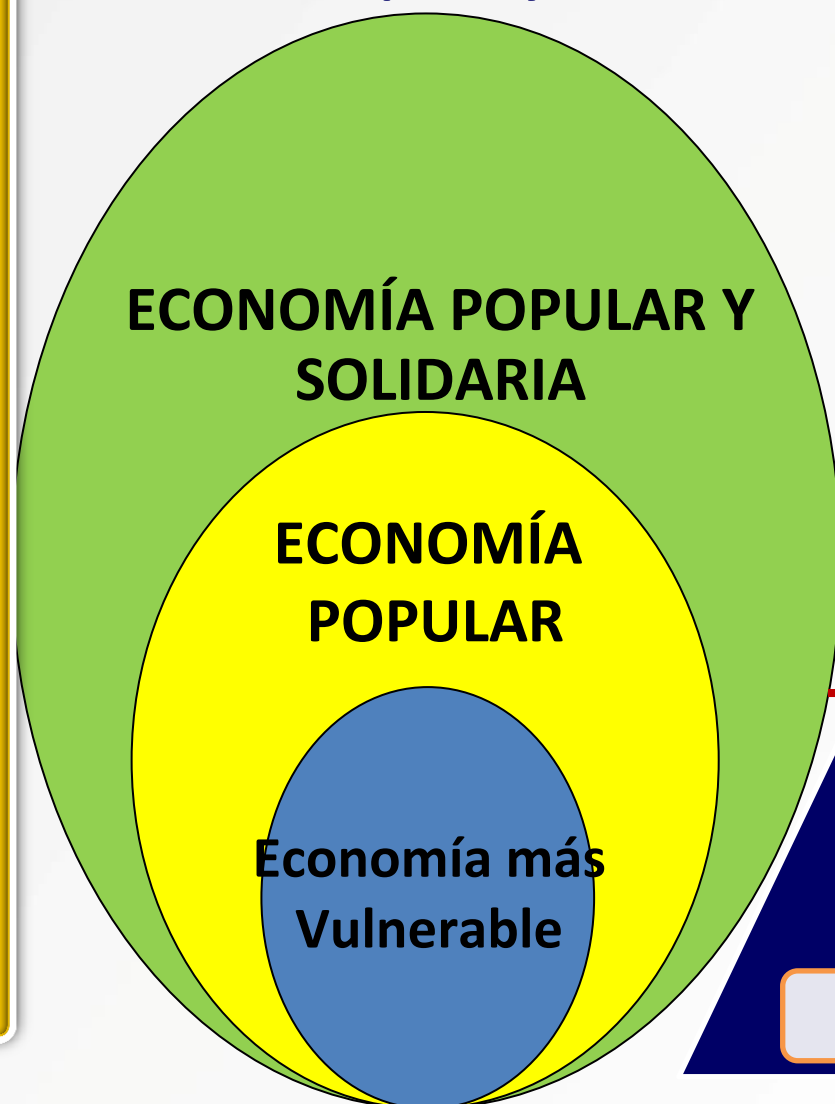 ECONOMÍA POPULAR Y
SOLIDARIA
ECONOMÍA
POPULAR
Economía más
Vulnerable